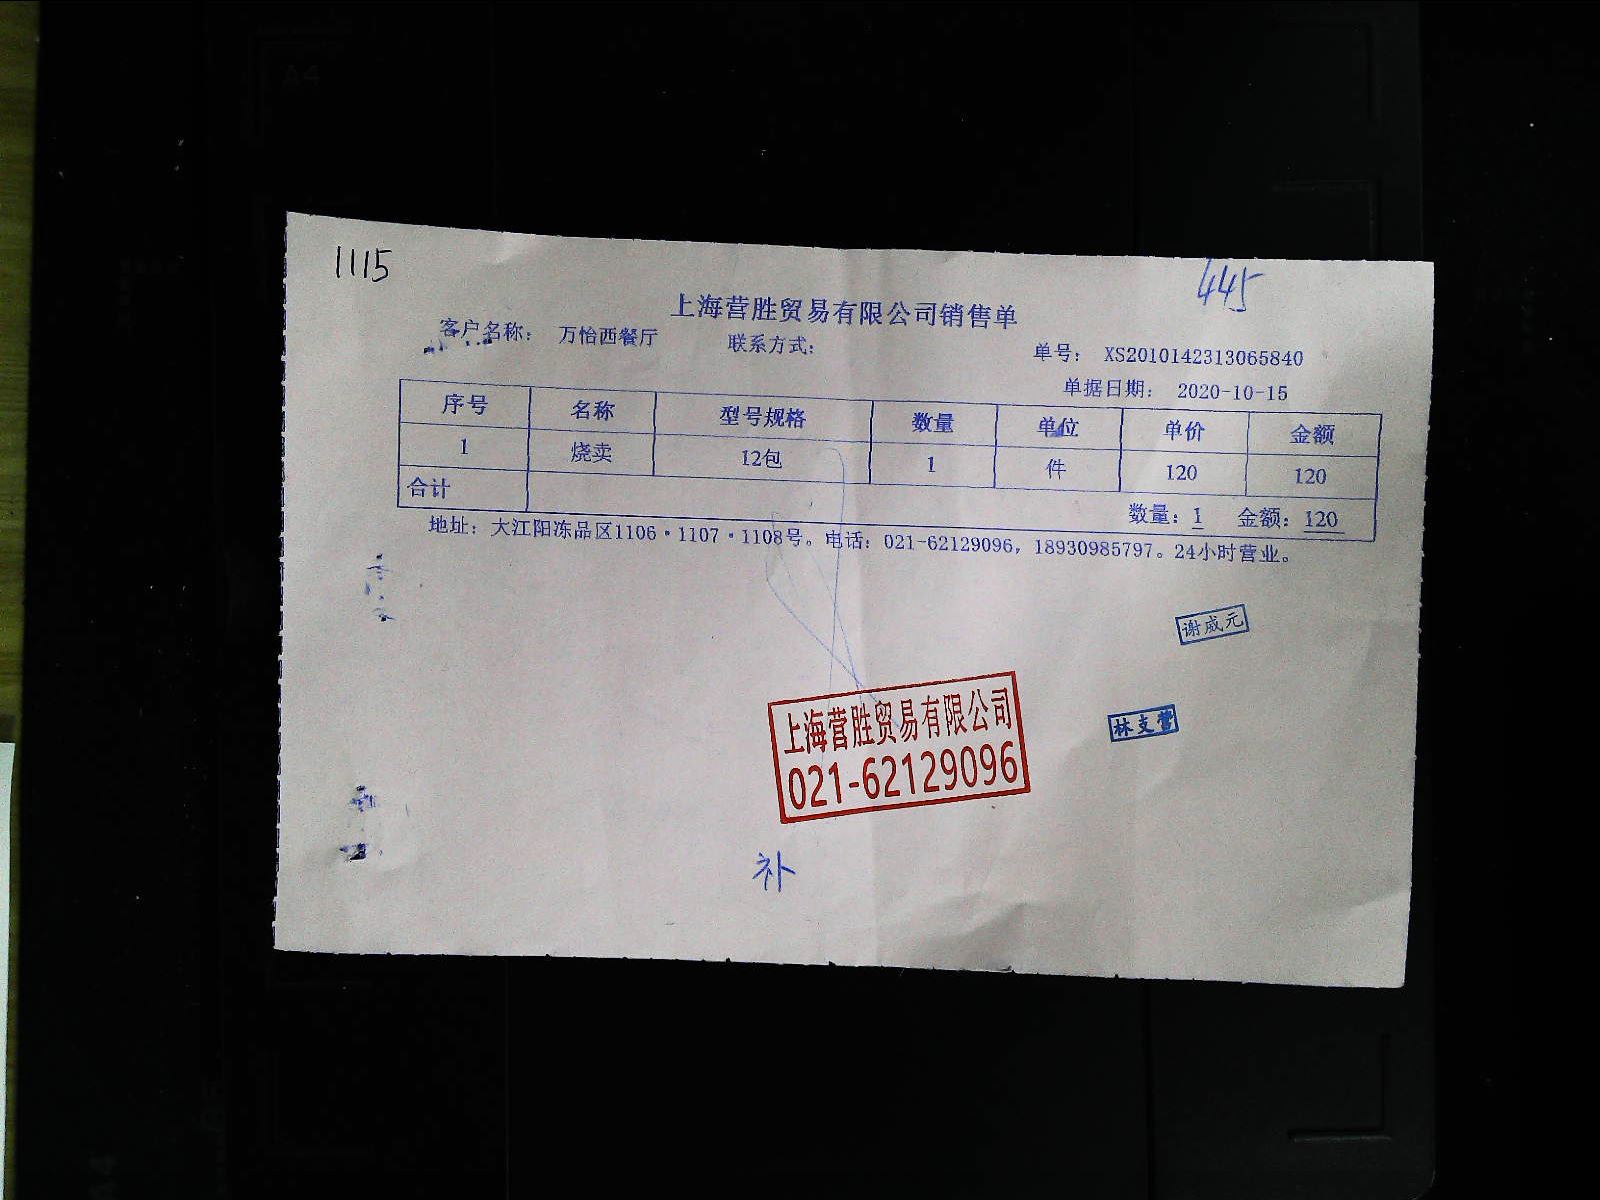 1115
445
上海营胜贸易有限公司销售单
客户名称: 万怡西餐厅 联系方式: 单号: XS2010142313065840
单据日期: 2020-10-15
序号 名称 型号规格 数量 单位 单价 金额
1 烧卖 12包 1 件 120 120
合计 数量: 1 金额: 120
地址: 大江阳冻品区1106·1107·1108号。电话: 021-62129096, 18930985797。24小时营业。
谢成元
林支营
上海营胜贸易有限公司
021-62129096
补
A4